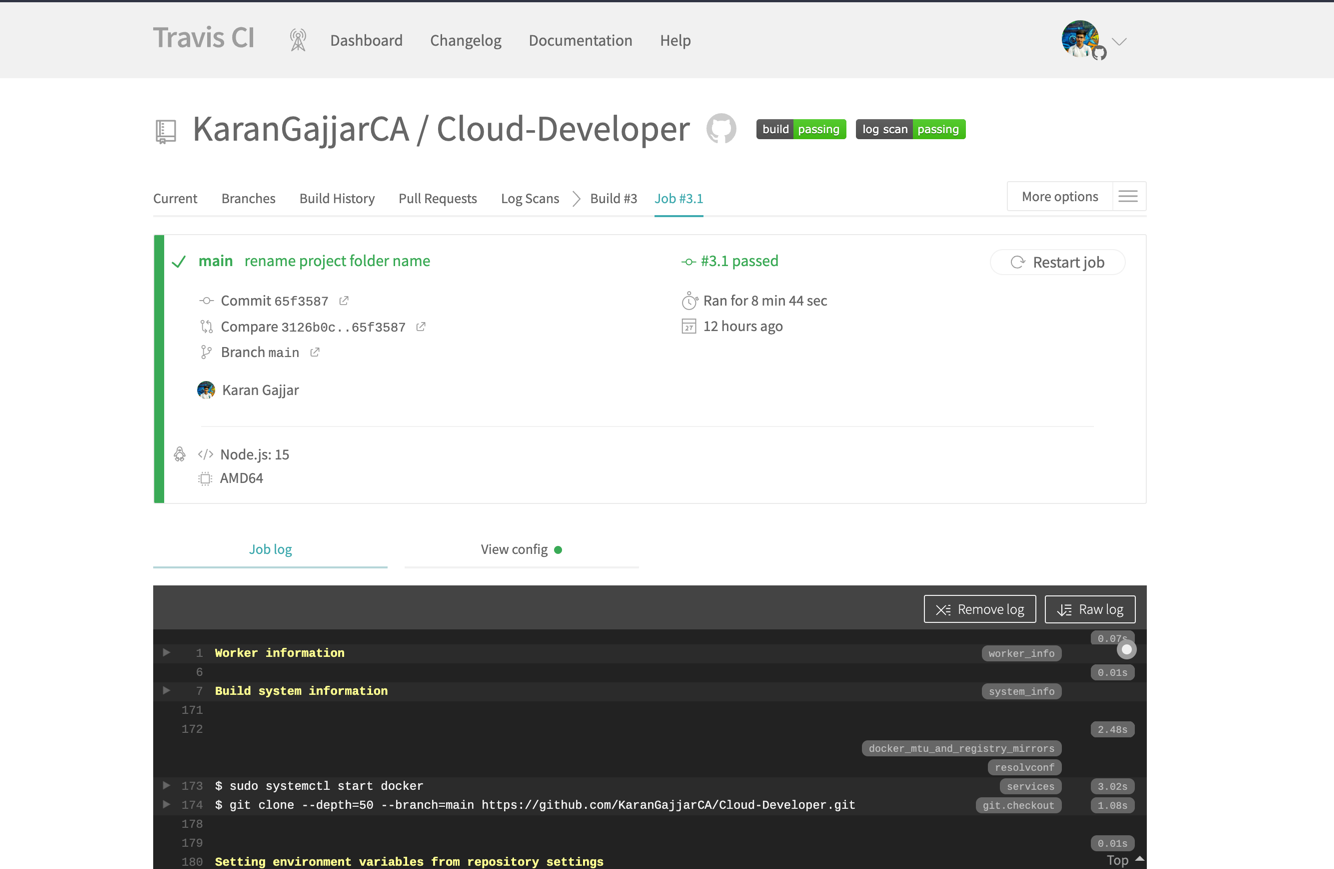 Travis CI Dashboard Changelog Documentation Help
KaranGajjarCA / Cloud-Developer build passing log scan passing
Current Branches Build History Pull Requests Log Scans Build #3 Job #3.1 More options
main rename project folder name #3.1 passed Restart job
Commit 65f3587 Ran for 8 min 44 sec
Compare 3126b0c..65f3587 27 12 hours ago
Branch main
Karan Gajjar
Node.js: 15
AMD64
Job log View config
Remove log Raw log
0.07s
1 Worker information worker_info
6 0.01s
7 Build system information system_info
171
172 2.48s
docker_mtu_and_registry_mirrors
resolvconf
173 $ sudo systemctl start docker services 3.02s
174 $ git clone --depth=50 --branch=main https://github.com/KaranGajjarCA/Cloud-Developer.git git.checkout 1.08s
178
179 0.01s
180 Setting environment variables from repository settings Top